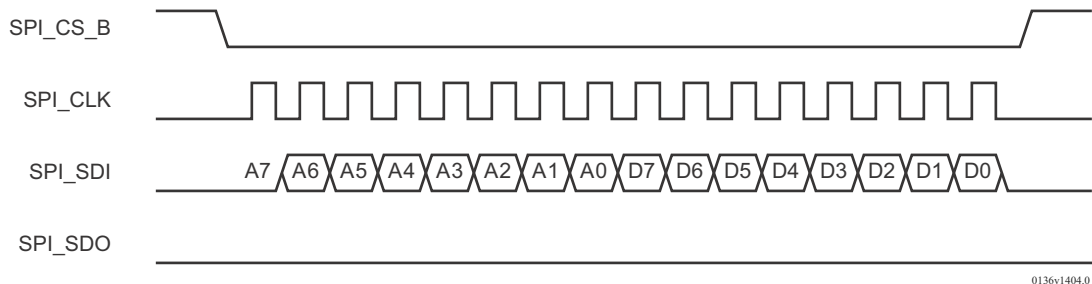 SPI_CS_B
SPI_CLK
SPI_SDI A7 A6 A5 A4 A3 A2 A1 A0 D7 D6 D5 D4 D3 D2 D1 D0
SPI_SDO
0136v1404.0